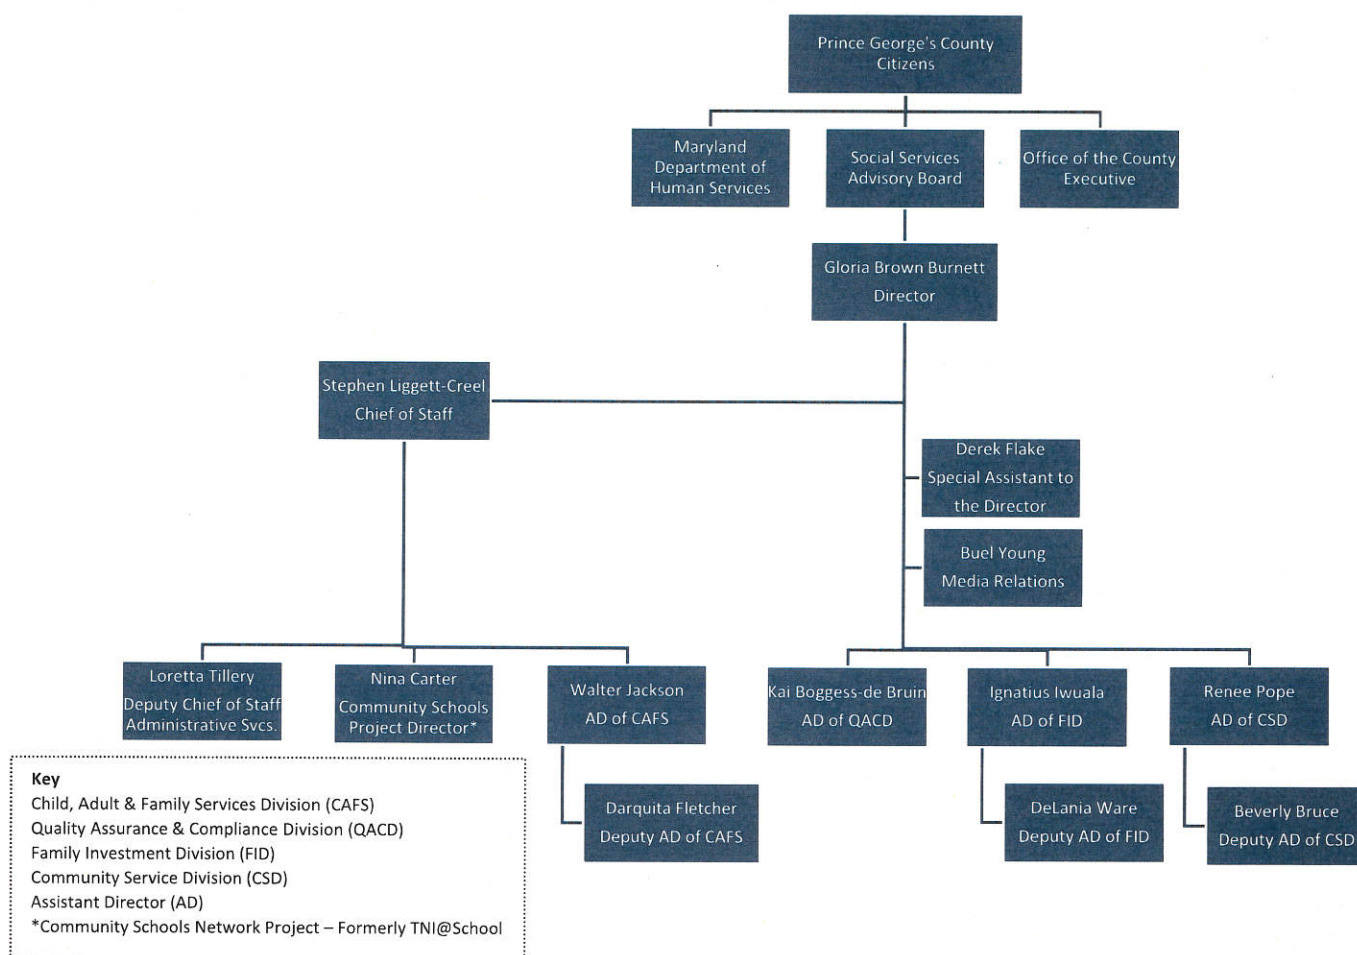 Prince George's County
Citizens
Maryland
Department of
Human Services
Social Services
Advisory Board
Office of the County
Executive
Gloria Brown Burnett
Director
Stephen Liggett-Creel
Chief of Staff
Derek Flake
Special Assistant to
the Director
Buel Young
Media Relations
Loretta Tillery
Deputy Chief of Staff
Administrative Svcs.
Nina Carter
Community Schools
Project Director*
Walter Jackson
AD of CAFS
Kai Boggess-de Bruin
AD of QACD
Ignatius Iwuala
AD of FID
Renee Pope
AD of CSD
Darquita Fletcher
Deputy AD of CAFS
DeLania Ware
Deputy AD of FID
Beverly Bruce
Deputy AD of CSD
Key
Child, Adult & Family Services Division (CAFS)
Quality Assurance & Compliance Division (QACD)
Family Investment Division (FID)
Community Service Division (CSD)
Assistant Director (AD)
*Community Schools Network Project – Formerly TNI@School